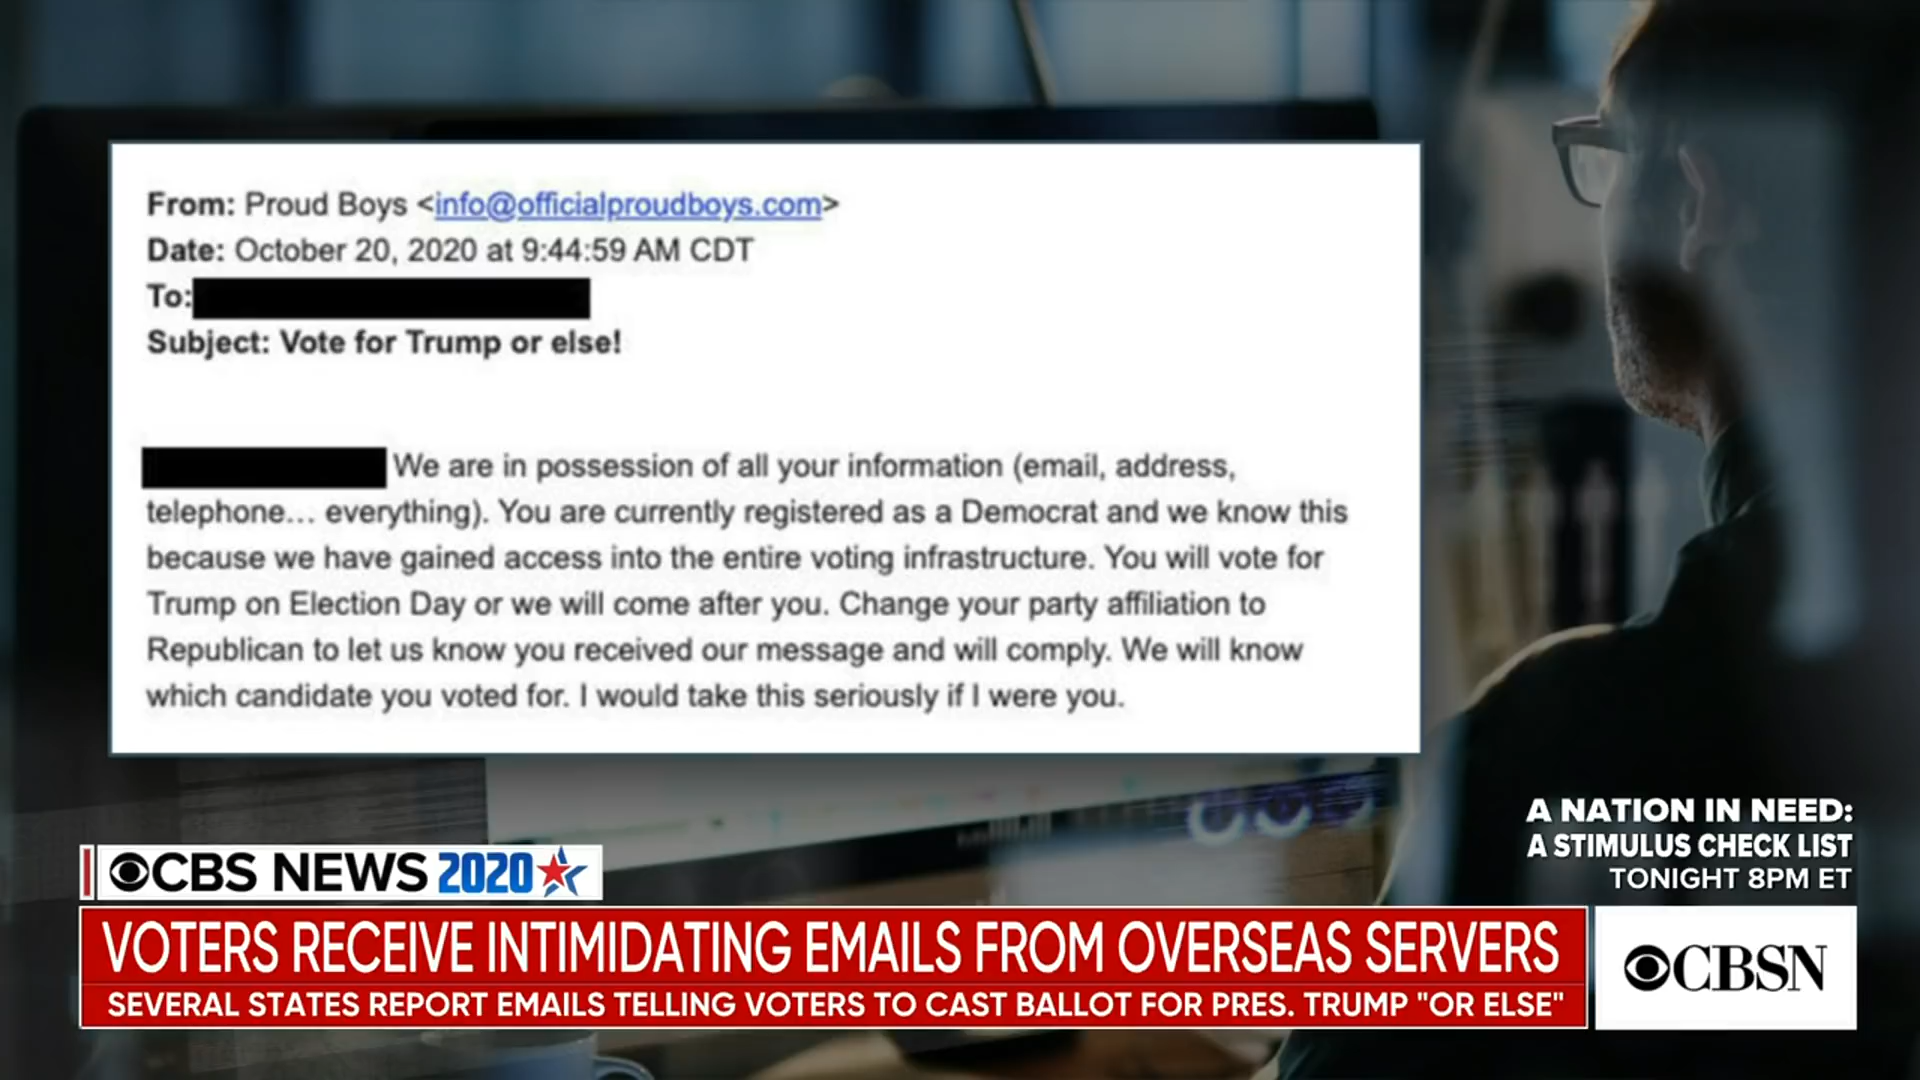 From: Proud Boys <info@officialproudboys.com>
Date: October 20, 2020 at 9:44:59 AM CDT
To:
Subject: Vote for Trump or else!
We are in possession of all your information (email, address,
telephone... everything). You are currently registered as a Democrat and we know this
because we have gained access into the entire voting infrastructure. You will vote for
Trump on Election Day or we will come after you. Change your party affiliation to
Republican to let us know you received our message and will comply. We will know
which candidate you voted for. I would take this seriously if I were you.
A NATION IN NEED:
A STIMULUS CHECK LIST
TONIGHT 8PM ET
CBS NEWS 2020
VOTERS RECEIVE INTIMIDATING EMAILS FROM OVERSEAS SERVERS
SEVERAL STATES REPORT EMAILS TELLING VOTERS TO CAST BALLOT FOR PRES. TRUMP "OR ELSE"
CBSN